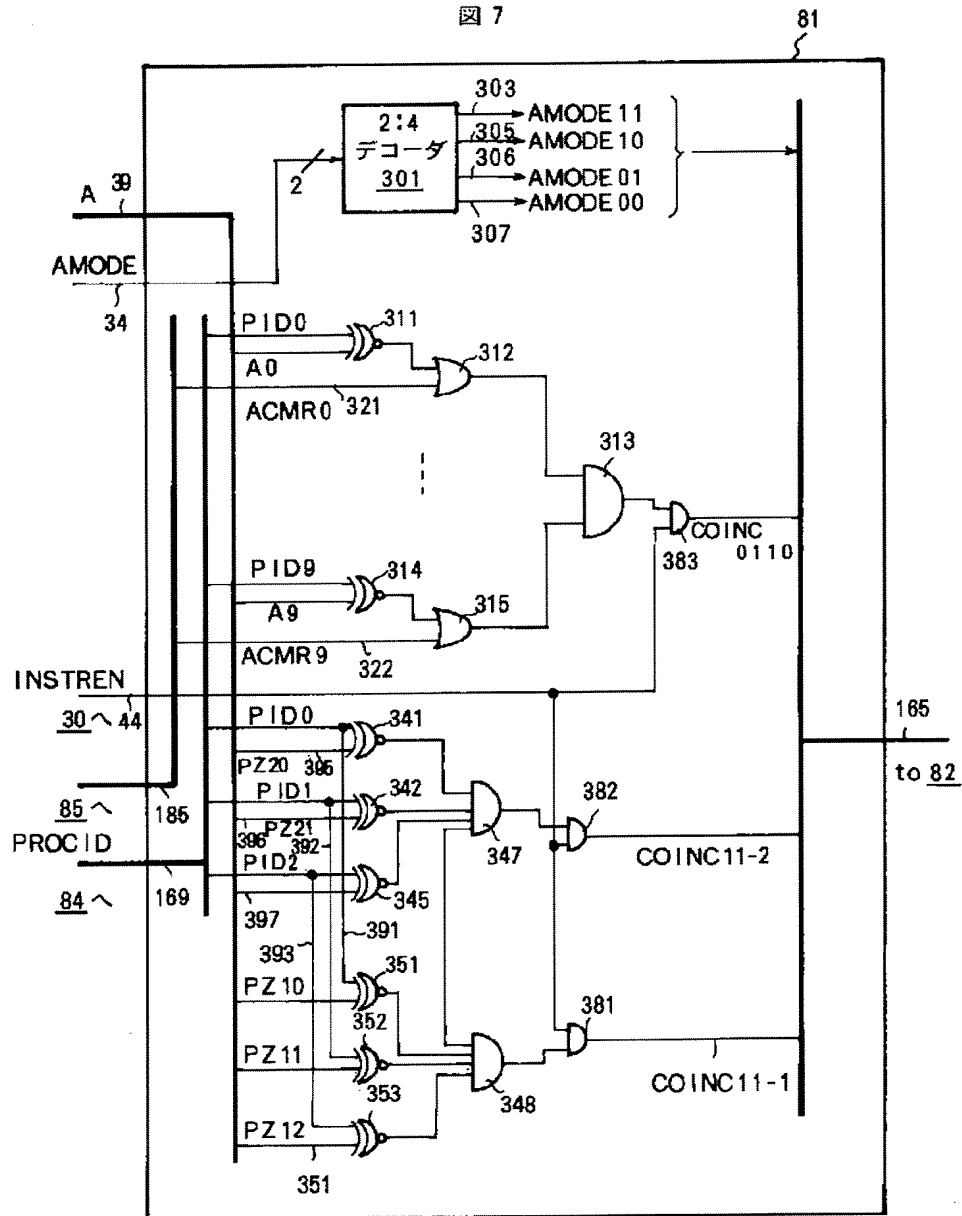 図 7
81
303
2:4
デコーダ
301
AMODE 11
305
AMODE 10
306
AMODE 01
AMODE 00
307
2
A
39
AMODE
34
PID0
311
A0
312
321
ACMR0
313
383
COINC
0110
PID9
314
A9
315
322
ACMR9
INSTREN
30へ
44
PID0
341
165
to 82
PZ20
395
PID1
342
396
PZ21
392
382
347
COINC11-2
85へ
185
PROCID
PID2
345
84へ
169
397
393
391
351
PZ10
352
381
PZ11
353
348
COINC11-1
PZ12
351